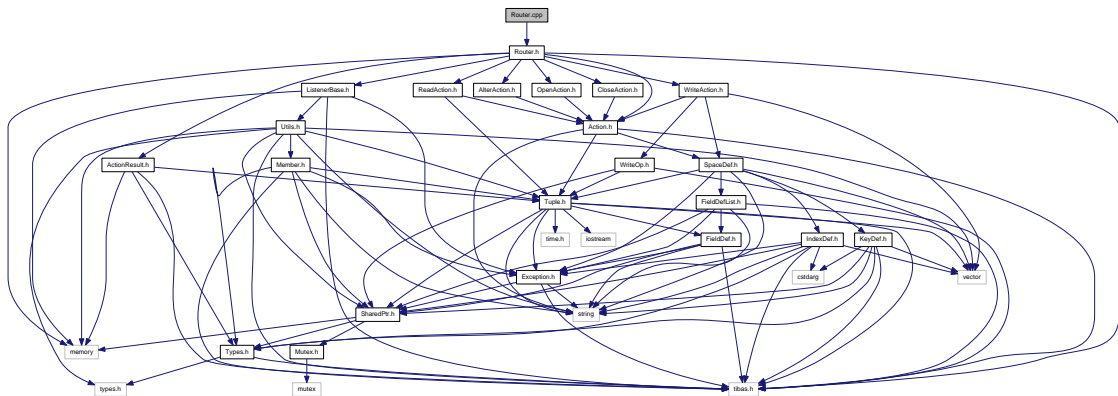 Router.cpp
Router.h
ListenerBase.h
ReadAction.h
AlterAction.h
OpenAction.h
CloseAction.h
WriteAction.h
Utils.h
Action.h
ActionResult.h
Member.h
WriteOp.h
SpaceDef.h
Tuple.h
FieldDefList.h
time.h
iostream
FieldDef.h
IndexDef.h
KeyDef.h
Exception.h
cstdarg
vector
SharedPtr.h
string
memory
Types.h
Mutex.h
types.h
mutex
tibas.h